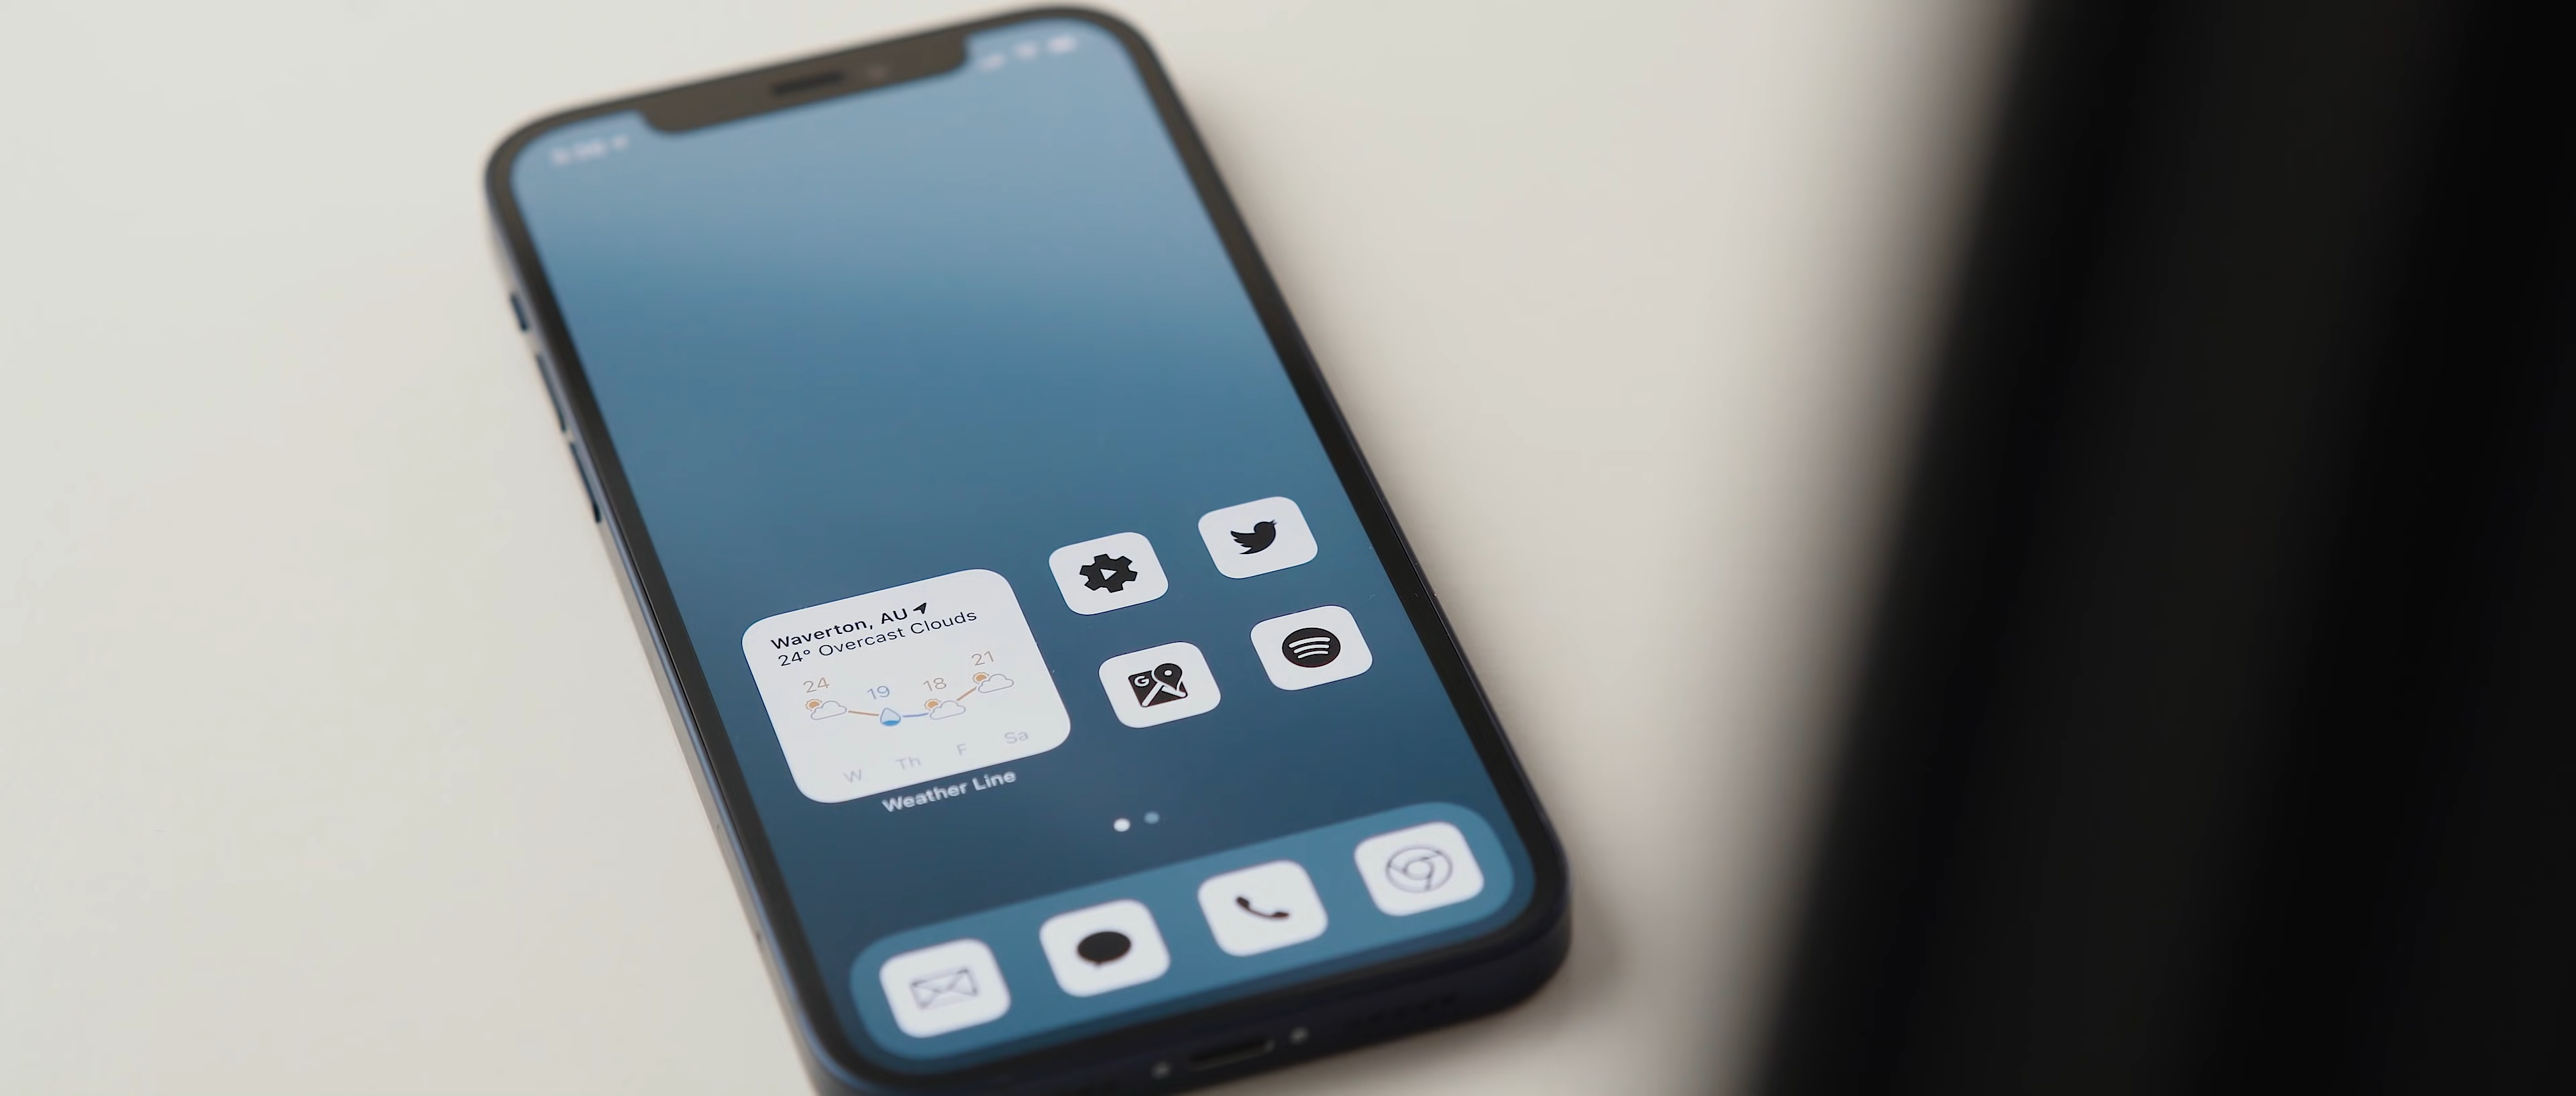 Waverton, AU
24° Overcast Clouds
24 19 18 21
W Th F Sa
Weather Line
G